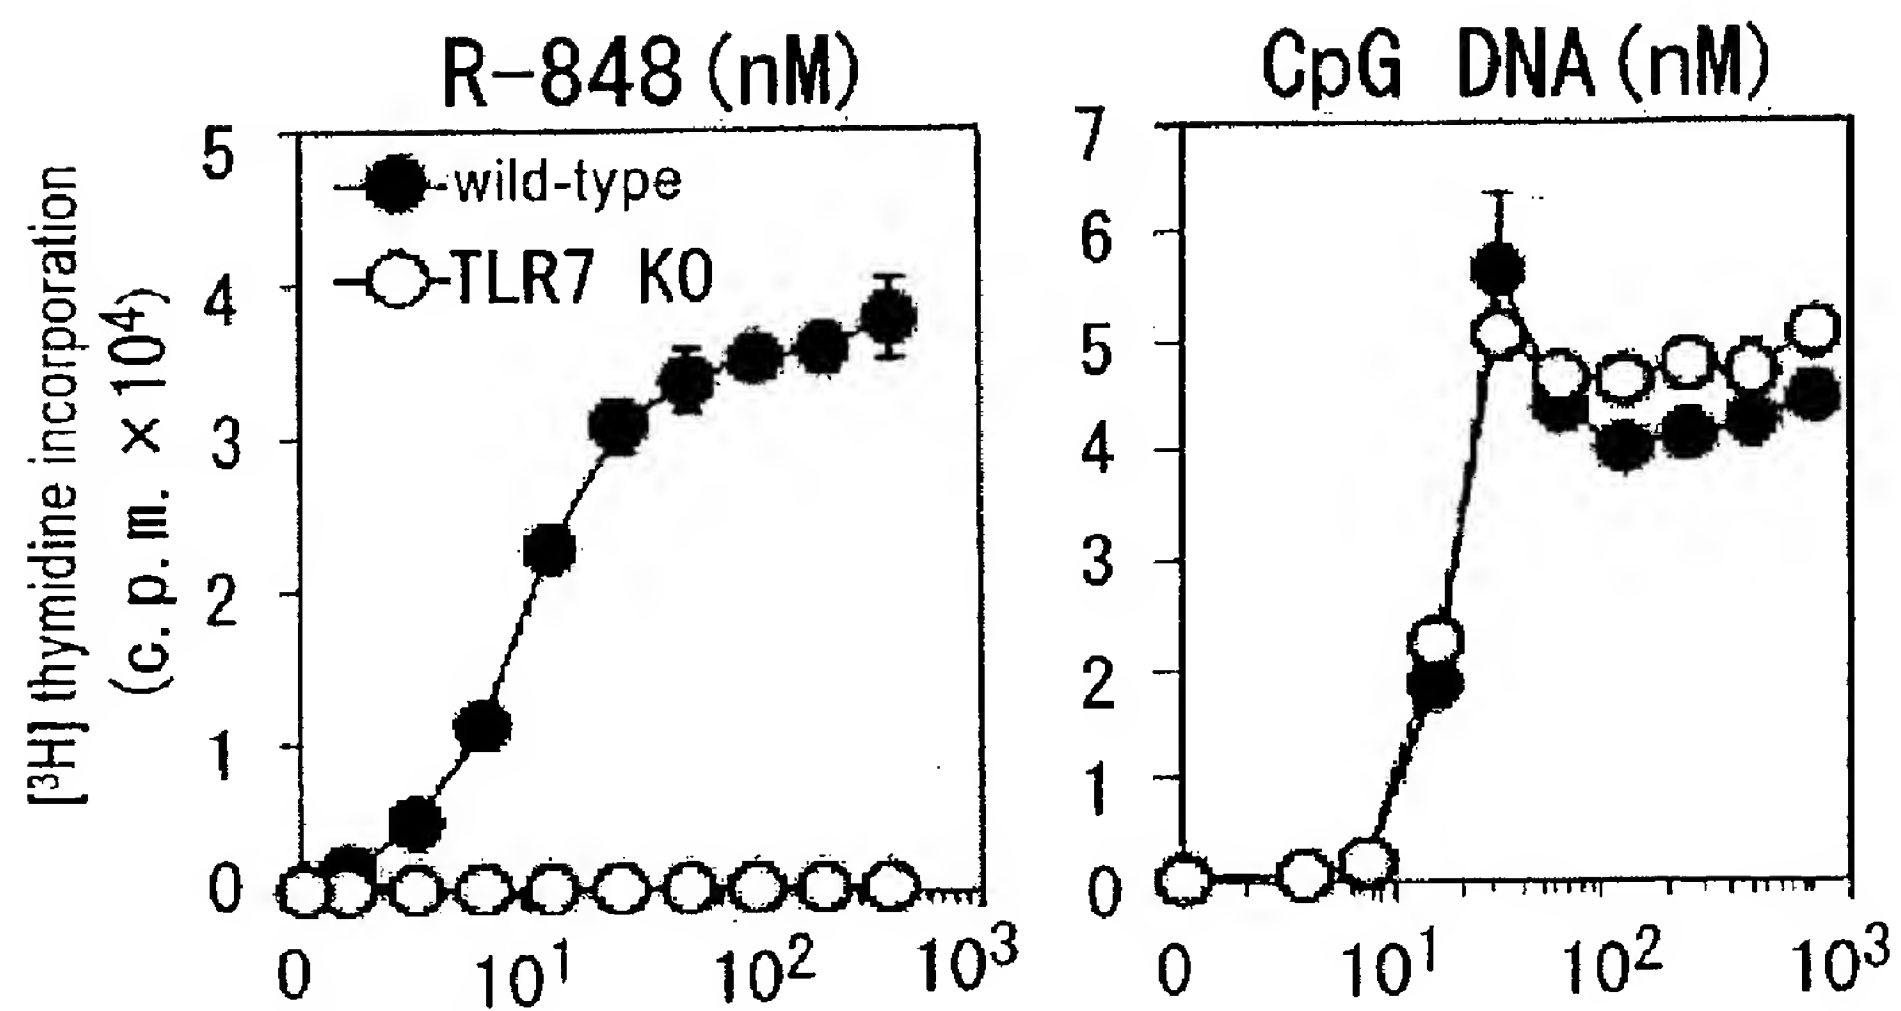 R-848 (nM)
5
4
3
2
1
0
wild-type
TLR7 KO
[³H] thymidine incorporation
(c. p. m. ×10⁴)
0 10¹ 10² 10³
CpG DNA (nM)
7
6
5
4
3
2
1
0
0 10¹ 10² 10³